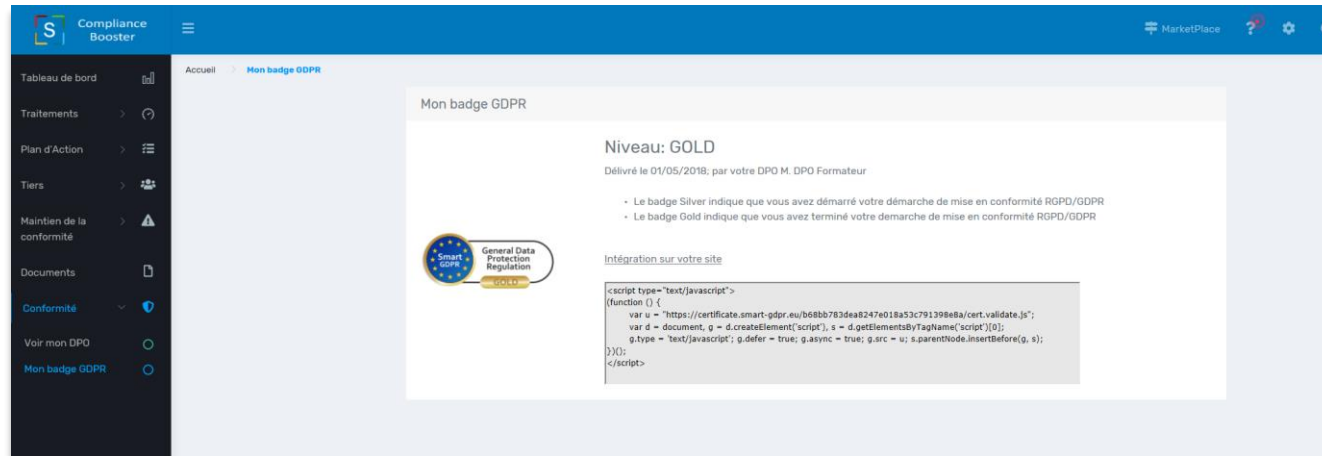 S
Compliance
Booster
MarketPlace
?
Tableau de bord
Traitements
Plan d'Action
Tiers
Maintien de la
conformité
Documents
Conformité
Voir mon DPO
Mon badge GDPR
Accueil > Mon badge GDPR
Mon badge GDPR
Smart
GDPR
General Data
Protection
Regulation
GOLD
Niveau: GOLD
Délivré le 01/05/2018; par votre DPO M. DPO Formateur
• Le badge Silver indique que vous avez démarré votre démarche de mise en conformité RGPD/GDPR
• Le badge Gold indique que vous avez terminé votre demarche de mise en conformité RGPD/GDPR
Intégration sur votre site
<script type="text/javascript">
(function () {
var u = "https://certificate.smart-gdpr.eu/b68bb783dea8247e018a53c791398e8a/cert.validate.js";
var d = document, g = d.createElement('script'), s = d.getElementsByTagName('script')[0];
g.type = 'text/javascript'; g.defer = true; g.async = true; g.src = u; s.parentNode.insertBefore(g, s);
})();
</script>